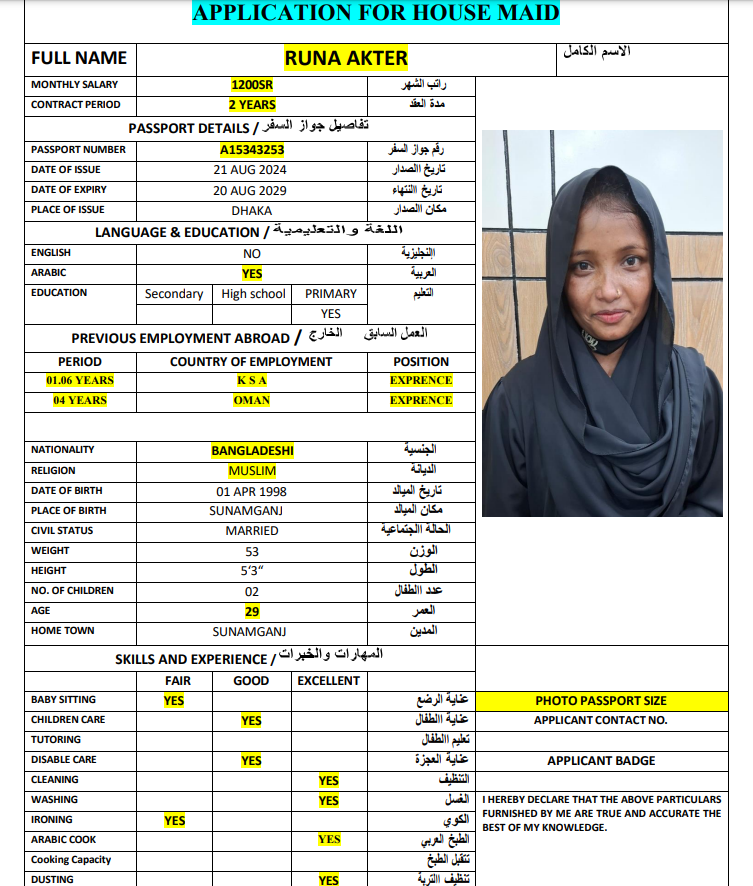 APPLICATION FOR HOUSE MAID
FULL NAME RUNA AKTER الاسم الكامل
MONTHLY SALARY 1200SR راتب الشهر
CONTRACT PERIOD 2 YEARS مدة العقد
PASSPORT DETAILS / تفاصيل جواز السفر
PASSPORT NUMBER A15343253 رقم جواز السفر
DATE OF ISSUE 21 AUG 2024 تاريخ االصدار
DATE OF EXPIRY 20 AUG 2029 تاريخ االنتهاء
PLACE OF ISSUE DHAKA مكان االصدار
LANGUAGE & EDUCATION / اللغة والتعليمية
ENGLISH NO اإلنجليزية
ARABIC YES العربية
EDUCATION Secondary High school PRIMARY التعليم
YES
PREVIOUS EMPLOYMENT ABROAD / العمل السابق الخارج
PERIOD COUNTRY OF EMPLOYMENT POSITION
01.06 YEARS K S A EXPRENCE
04 YEARS OMAN EXPRENCE
NATIONALITY BANGLADESHI الجنسية
RELIGION MUSLIM الديانة
DATE OF BIRTH 01 APR 1998 تاريخ الميالد
PLACE OF BIRTH SUNAMGANJ مكان الميالد
CIVIL STATUS MARRIED الحالة االجتماعية
WEIGHT 53 الوزن
HEIGHT 5‘3“ الطول
NO. OF CHILDREN 02 عدد االطفال
AGE 29 العمر
HOME TOWN SUNAMGANJ المدين
SKILLS AND EXPERIENCE / المهارات والخبرات
FAIR GOOD EXCELLENT
BABY SITTING YES عناية الرضع PHOTO PASSPORT SIZE
CHILDREN CARE YES عناية االطفال APPLICANT CONTACT NO.
TUTORING تعليم االطفال
DISABLE CARE YES عناية العجزة APPLICANT BADGE
CLEANING YES التنظيف
WASHING YES الغسل I HEREBY DECLARE THAT THE ABOVE PARTICULARS
IRONING YES الكوي FURNISHED BY ME ARE TRUE AND ACCURATE THE
ARABIC COOK YES الطبخ العربي BEST OF MY KNOWLEDGE.
Cooking Capacity تتقبل الطبخ
DUSTING YES تنظيف التربة